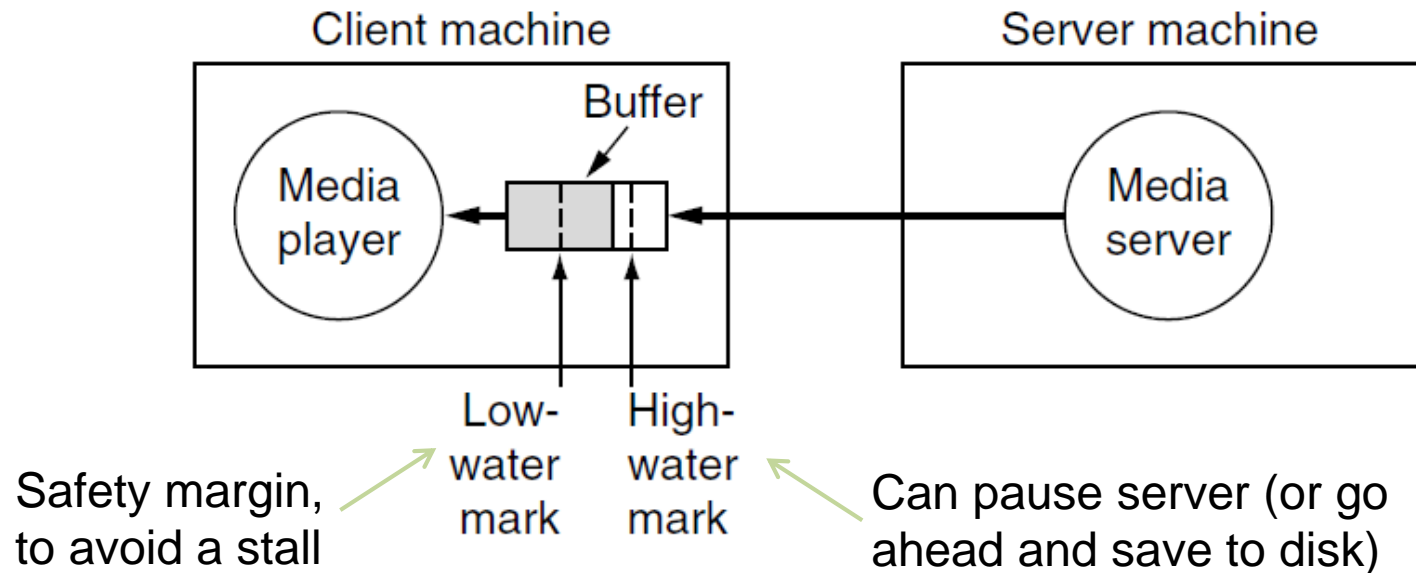 Client machine
Server machine
Buffer
Media
player
Media
server
Low-
water
mark
High-
water
mark
Safety margin,
to avoid a stall
Can pause server (or go
ahead and save to disk)